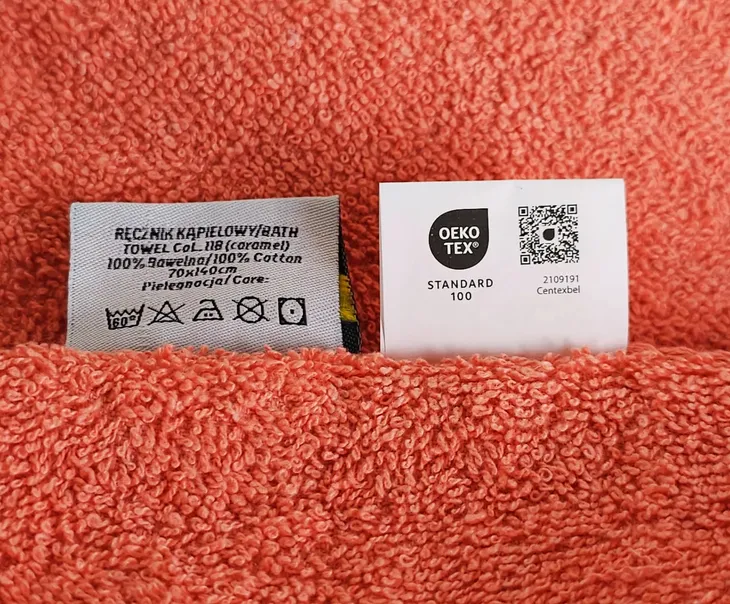 RĘCZNIK KĄPIELOWY/BATH
TOWEL CoL. 118 (caramel)
100% Bawełna/100% Cotton
70x140cm
Pielęgnacja/Care:
60°
OEKO
TEX®
STANDARD
100
2109191
Centexbel